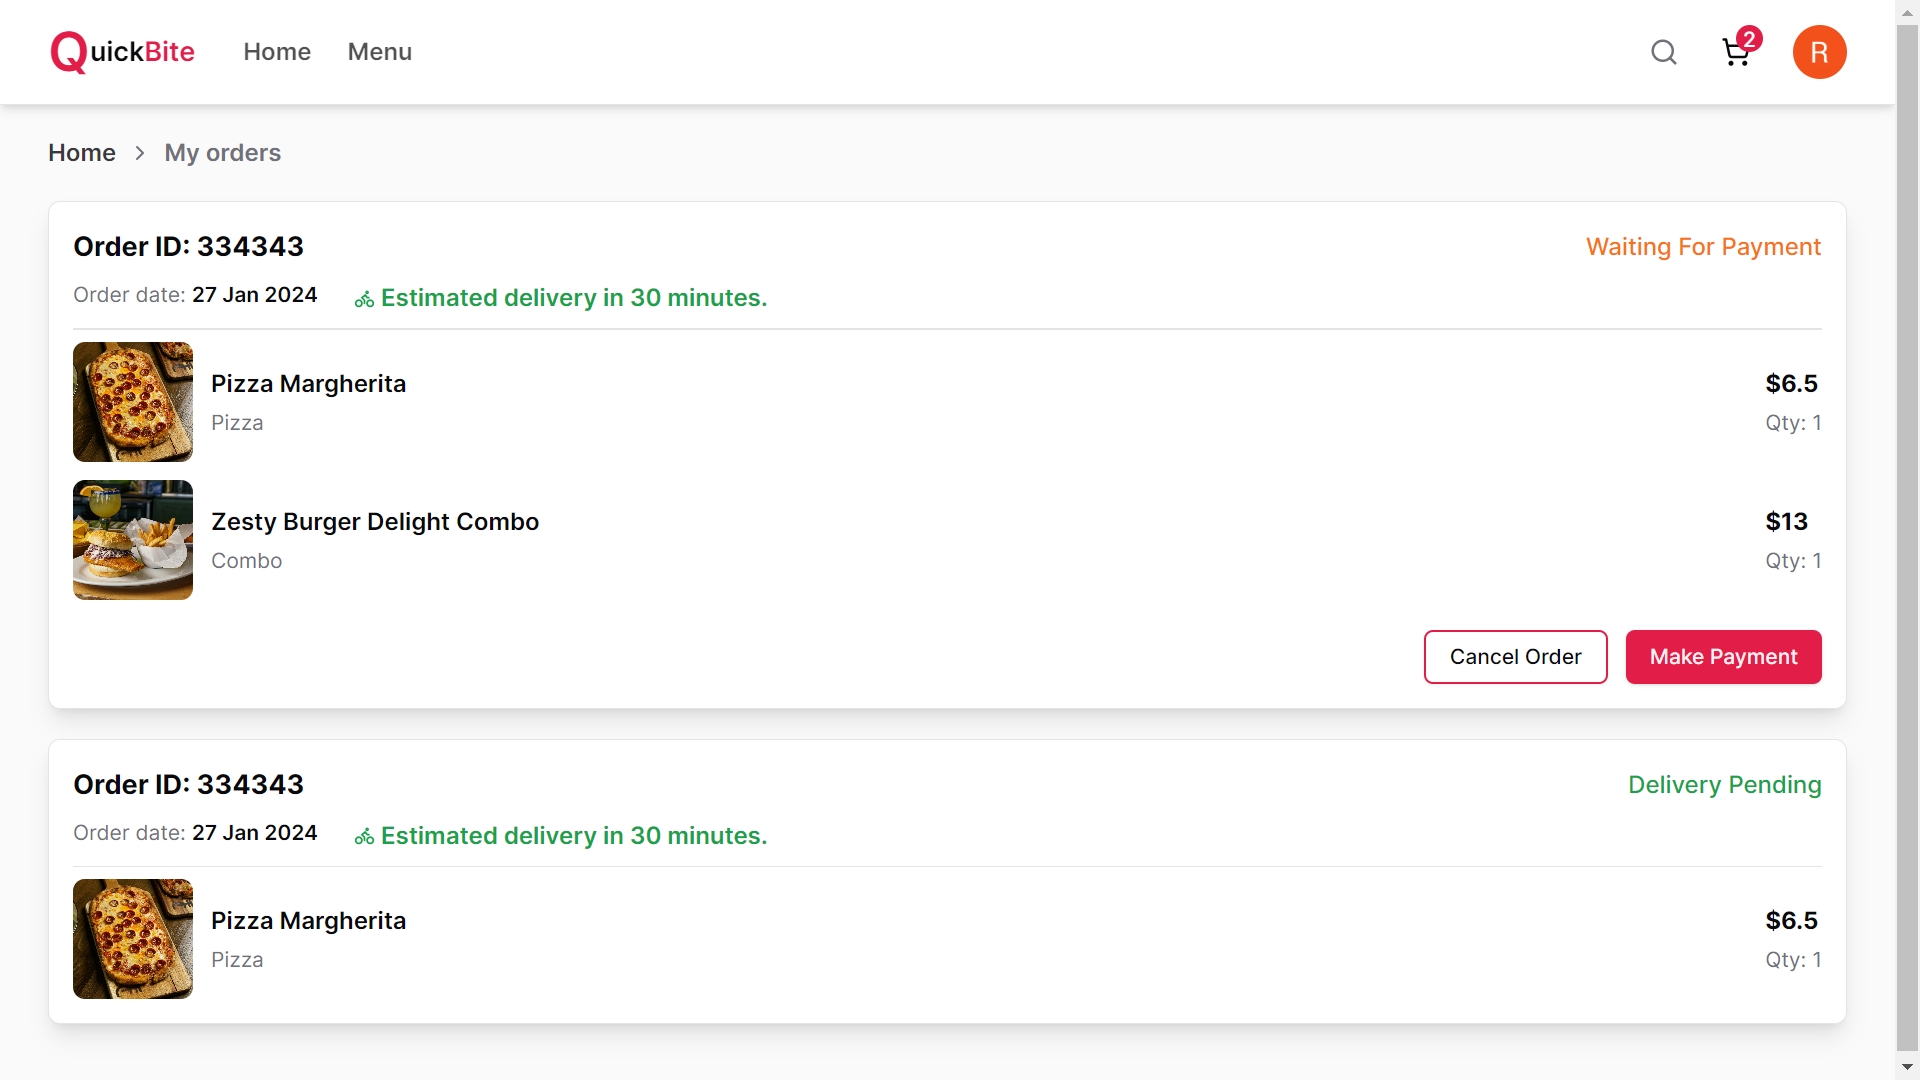 QuickBite
Home
Menu
2
R
Home > My orders
Order ID: 334343
Waiting For Payment
Order date: 27 Jan 2024
Estimated delivery in 30 minutes.
Pizza Margherita
$6.5
Pizza
Qty: 1
Zesty Burger Delight Combo
$13
Combo
Qty: 1
Cancel Order
Make Payment
Order ID: 334343
Delivery Pending
Order date: 27 Jan 2024
Estimated delivery in 30 minutes.
Pizza Margherita
$6.5
Pizza
Qty: 1